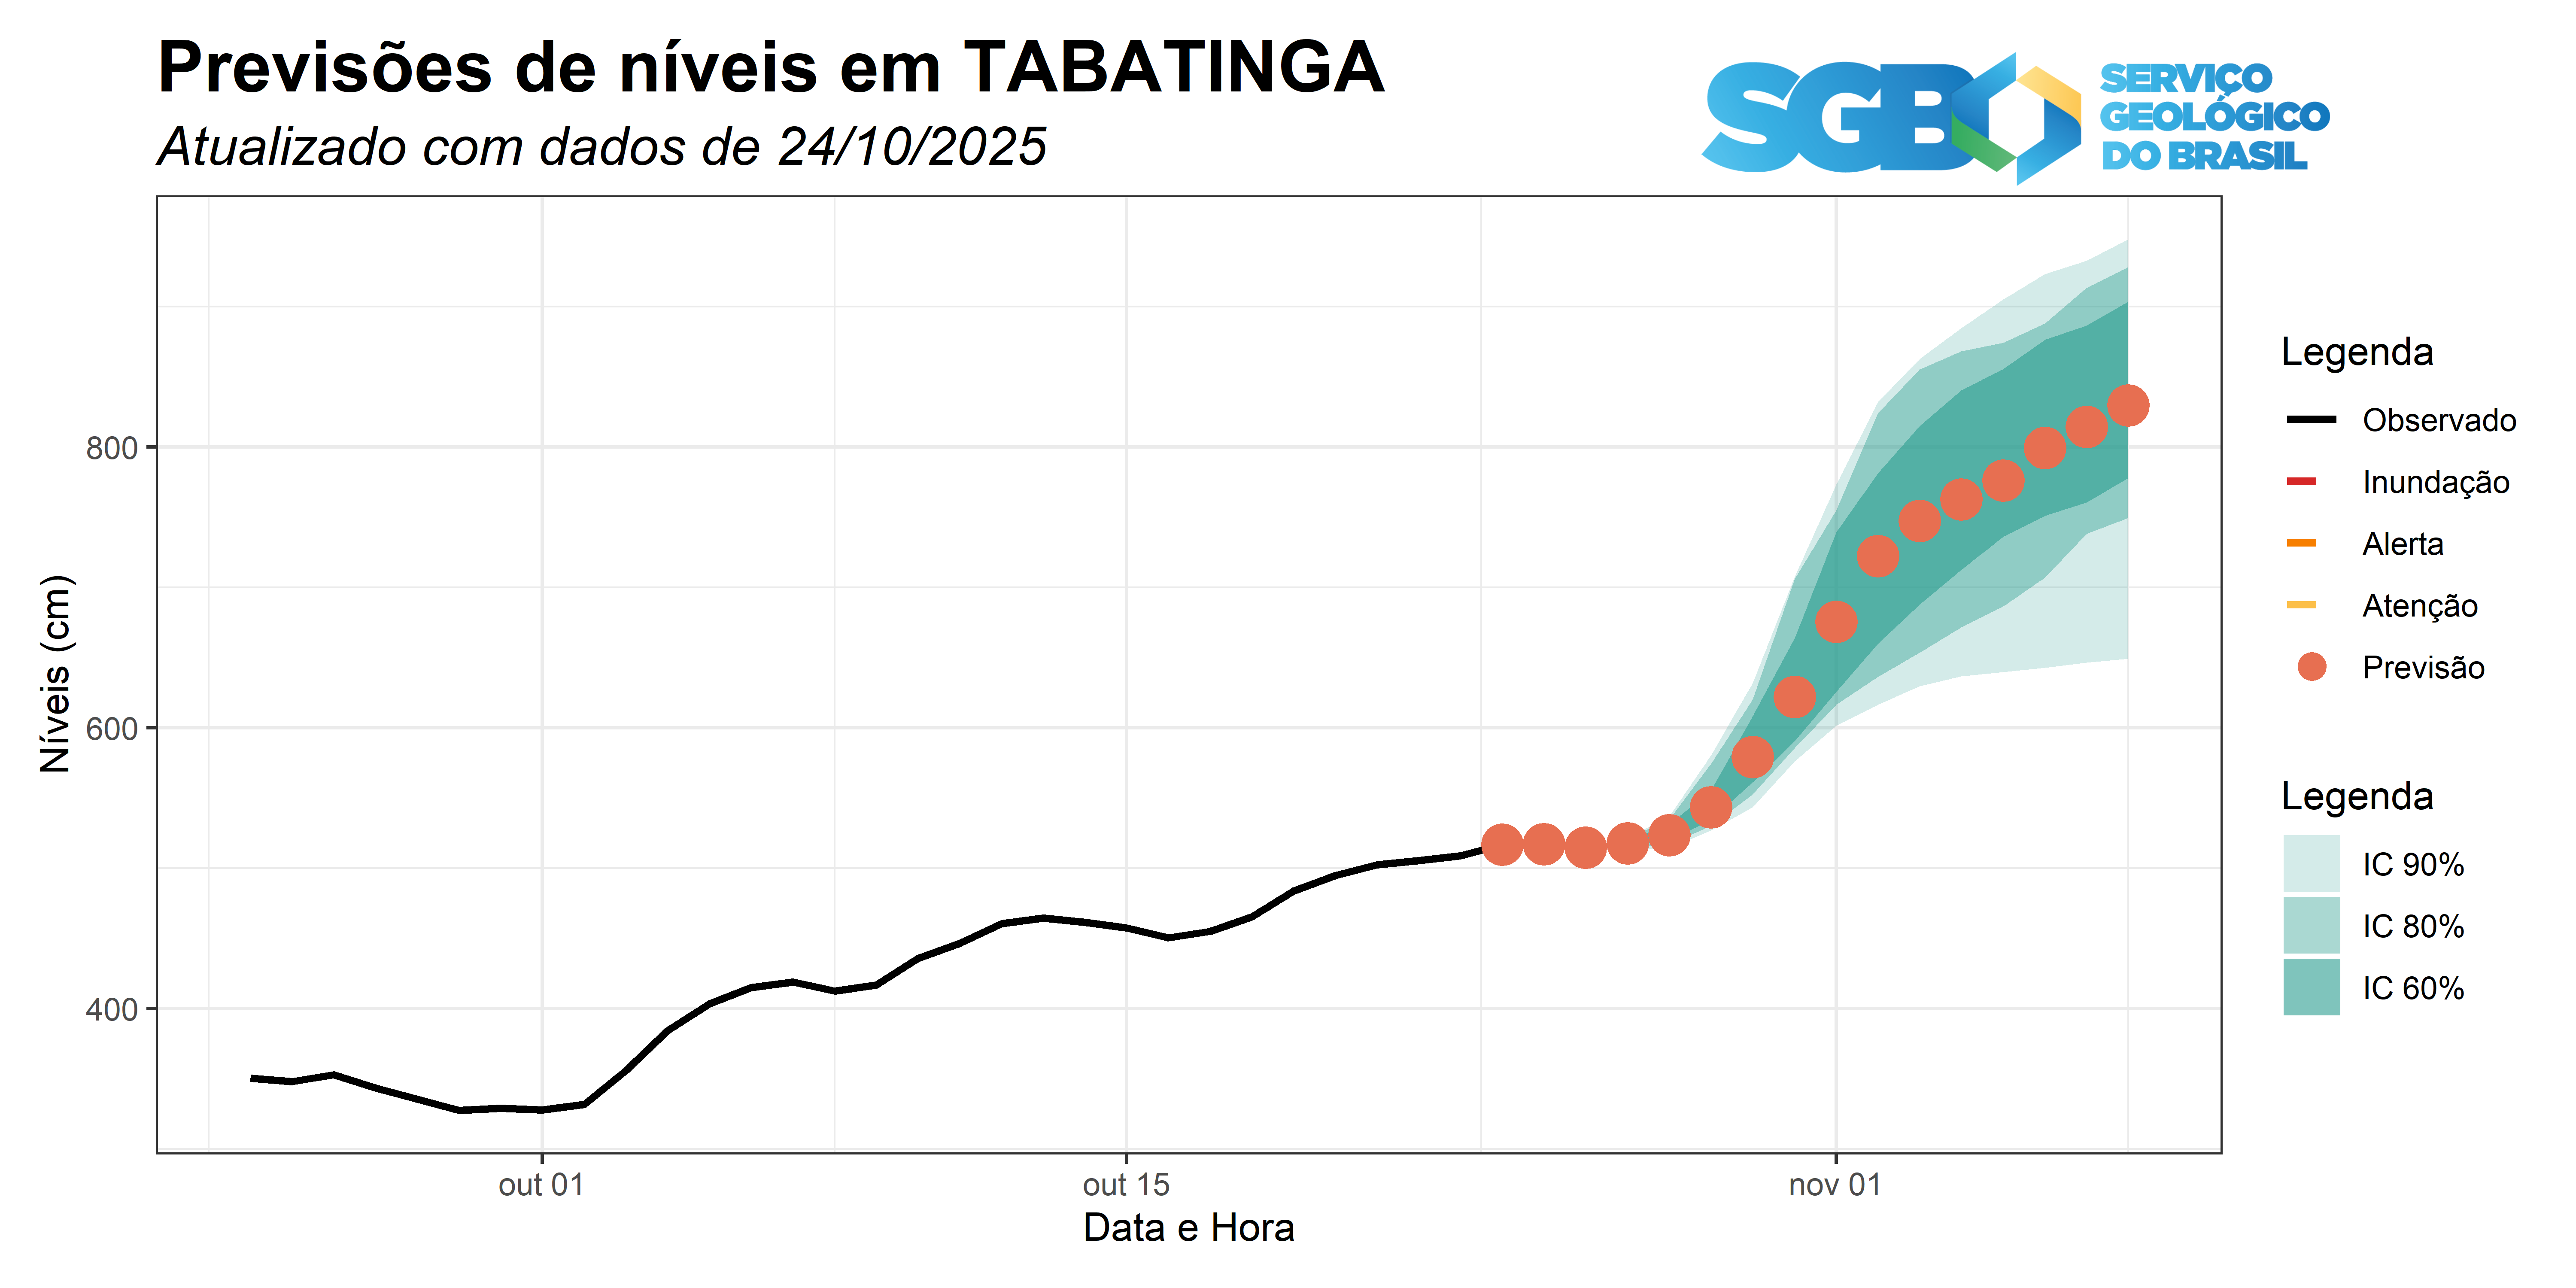 Previsões de níveis em TABATINGA
Atualizado com dados de 24/10/2025
SGB
SERVIÇO
GEOLÓGICO
DO BRASIL
Níveis (cm)
800
600
400
out 01
out 15
nov 01
Data e Hora
Legenda
Observado
Inundação
Alerta
Atenção
Previsão
Legenda
IC 90%
IC 80%
IC 60%